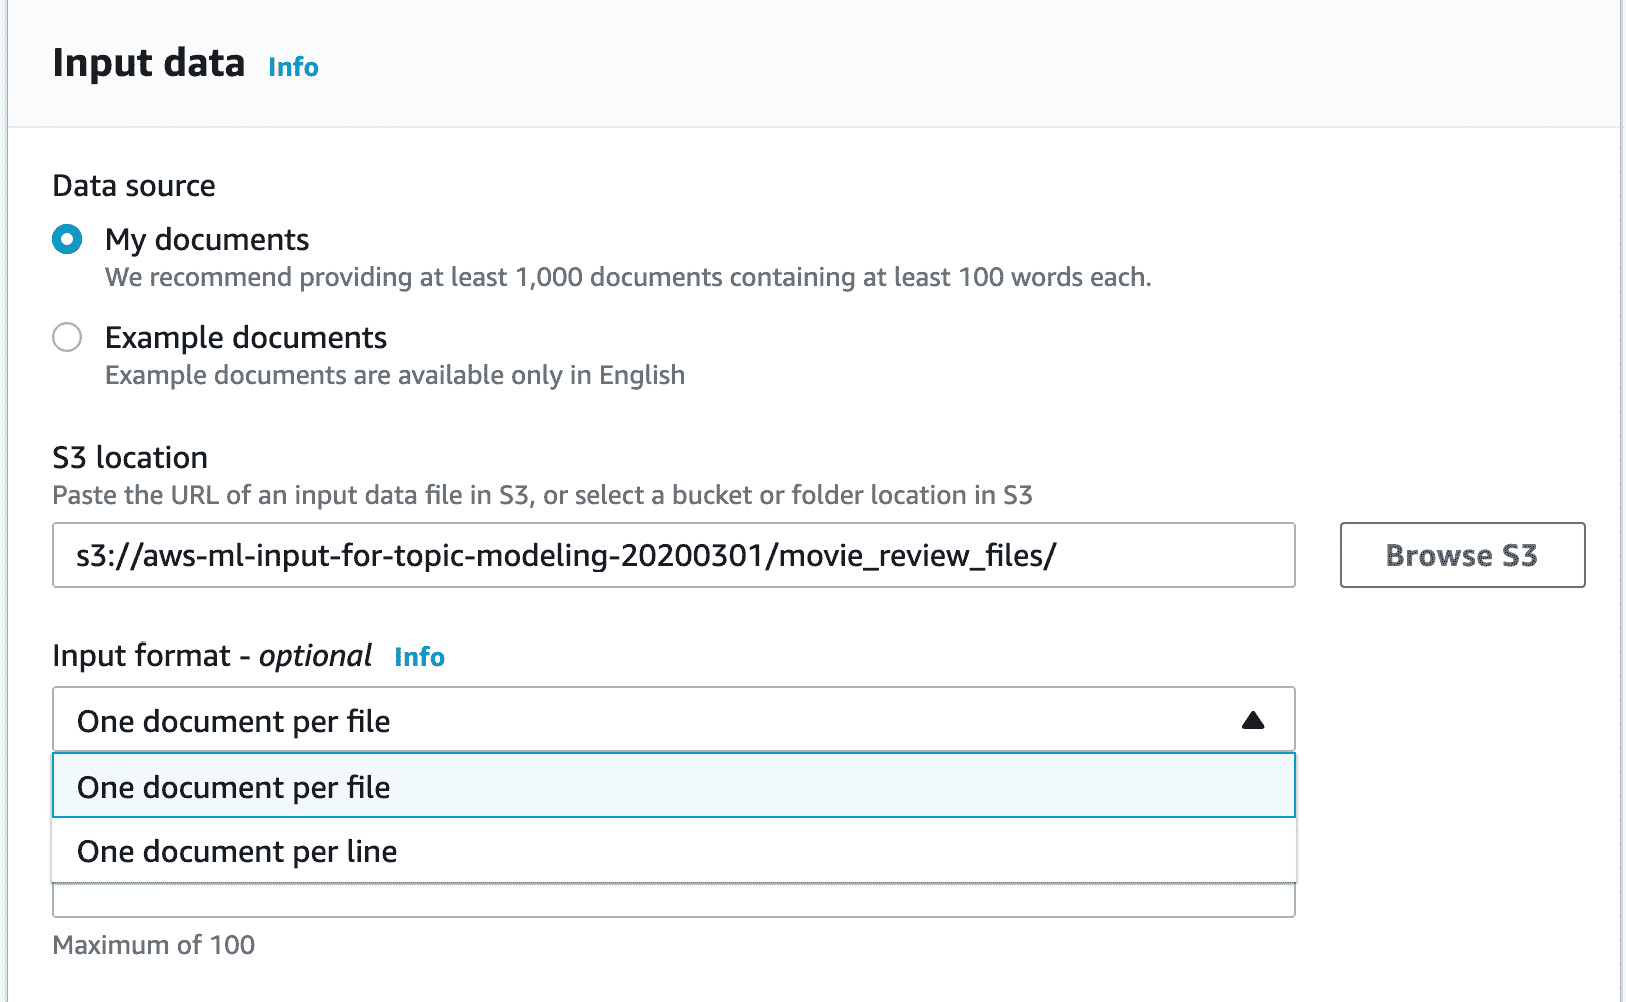 Input data Info
Data source
My documents
We recommend providing at least 1,000 documents containing at least 100 words each.
Example documents
Example documents are available only in English
S3 location
Paste the URL of an input data file in S3, or select a bucket or folder location in S3
s3://aws-ml-input-for-topic-modeling-20200301/movie_review_files/ Browse S3
Input format - optional Info
One document per file
One document per file
One document per line
Maximum of 100